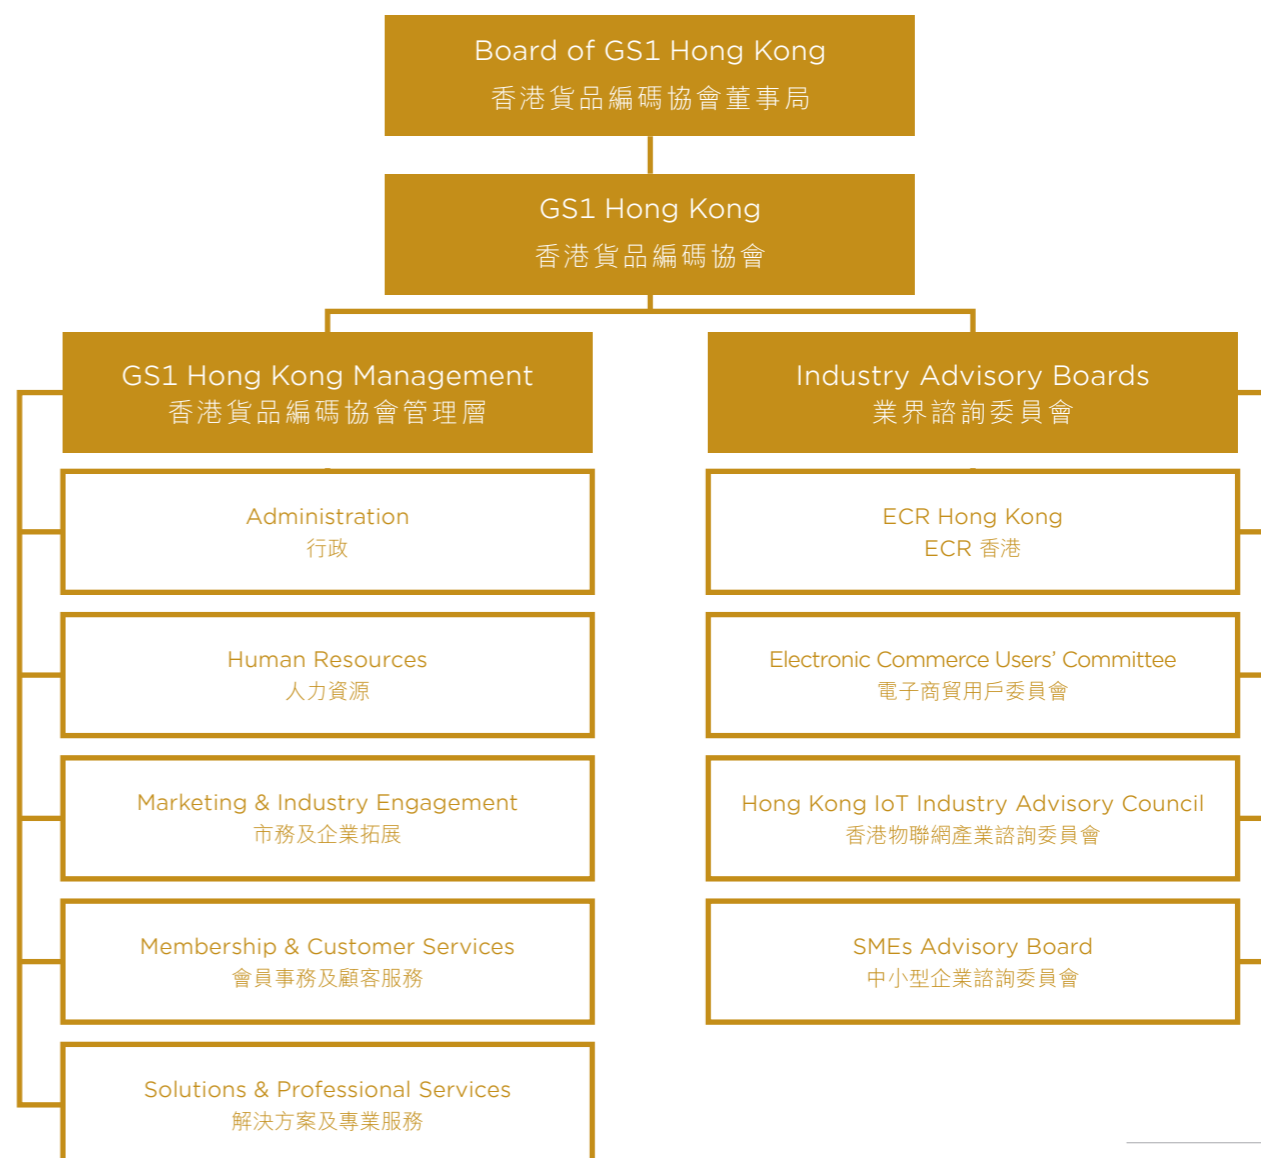 Board of GS1 Hong Kong
香港貨品編碼協會董事局
GS1 Hong Kong
香港貨品編碼協會
GS1 Hong Kong Management
香港貨品編碼協會管理層
Administration
行政
Human Resources
人力資源
Marketing & Industry Engagement
市務及企業拓展
Membership & Customer Services
會員事務及顧客服務
Solutions & Professional Services
解決方案及專業服務
Industry Advisory Boards
業界諮詢委員會
ECR Hong Kong
ECR 香港
Electronic Commerce Users’ Committee
電子商貿用戶委員會
Hong Kong IoT Industry Advisory Council
香港物聯網產業諮詢委員會
SMEs Advisory Board
中小型企業諮詢委員會